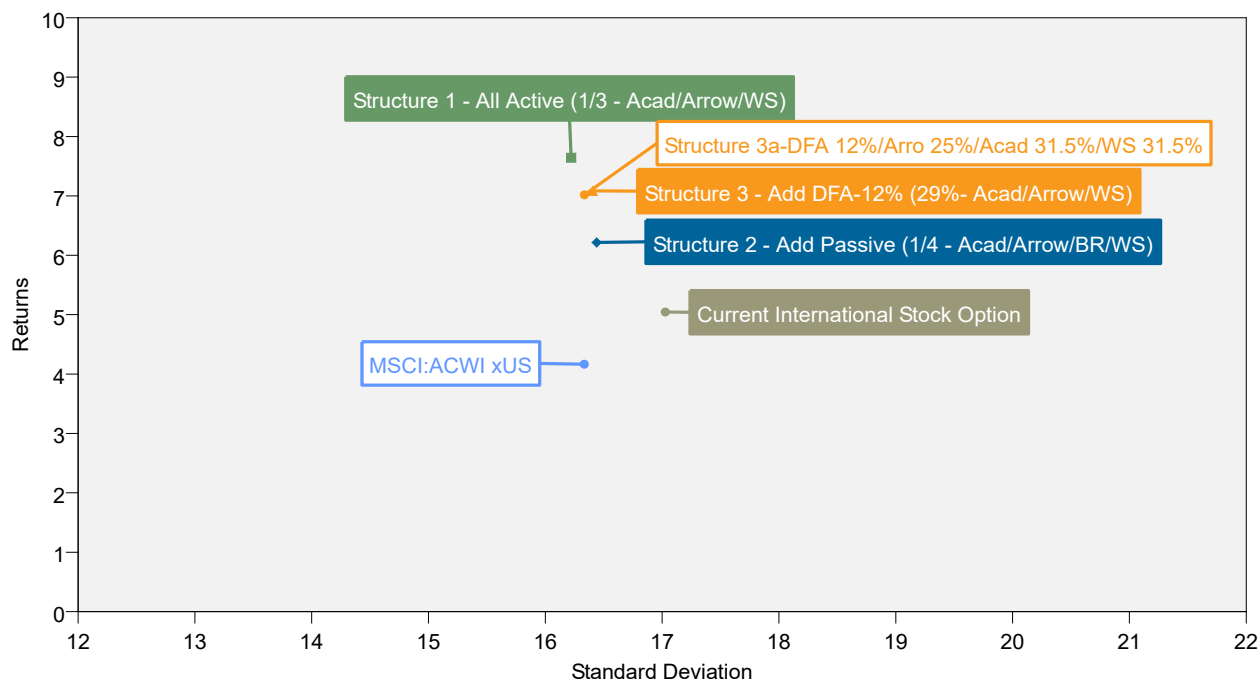 10
9
Structure 1 - All Active (1/3 - Acad/Arrow/WS)
8
Structure 3a-DFA 12%/Arro 25%/Acad 31.5%/WS 31.5%
7
Structure 3 - Add DFA-12% (29%- Acad/Arrow/WS)
Structure 2 - Add Passive (1/4 - Acad/Arrow/BR/WS)
6
Current International Stock Option
5
Returns
MSCI:ACWI xUS
4
3
2
1
0
12 13 14 15 16 17 18 19 20 21 22
Standard Deviation